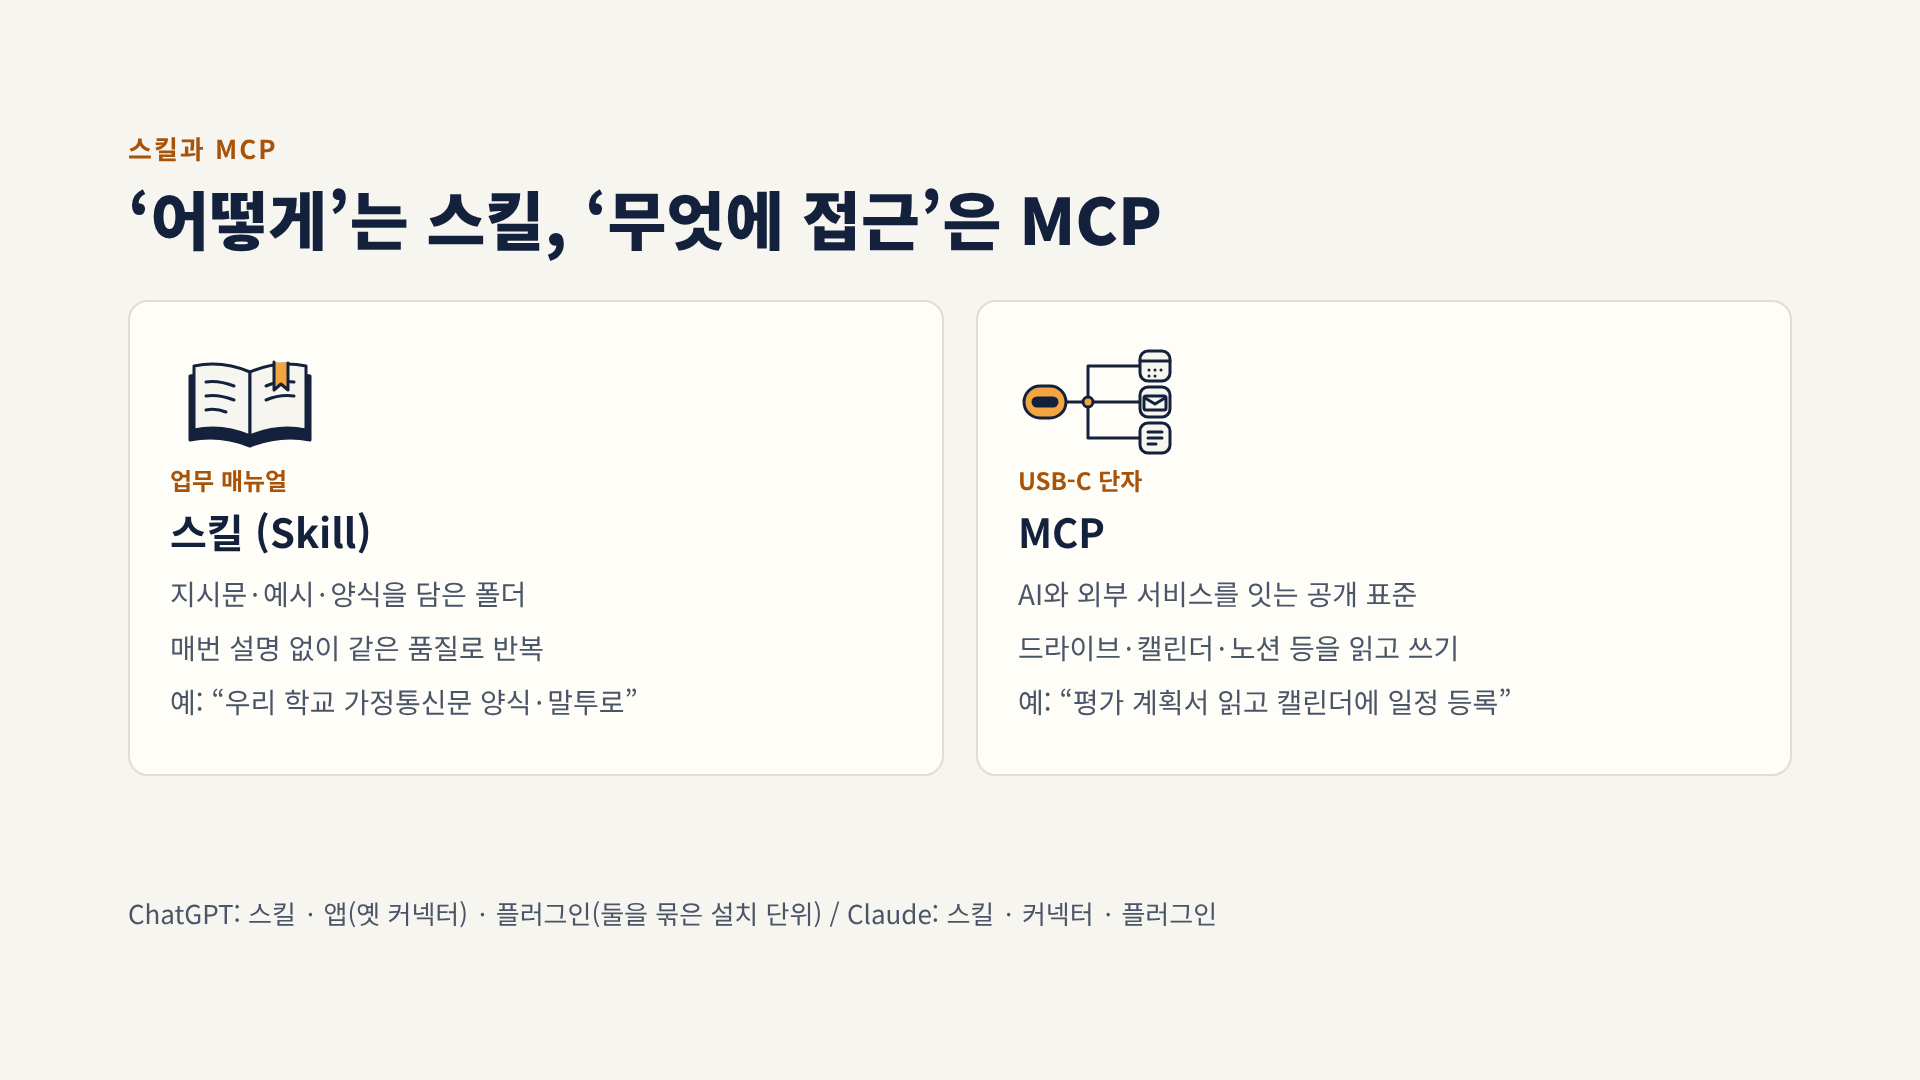 스킬과 MCP
‘어떻게’는 스킬, ‘무엇에 접근’은 MCP
업무 매뉴얼
스킬 (Skill)
지시문·예시·양식을 담은 폴더
매번 설명 없이 같은 품질로 반복
예: “우리 학교 가정통신문 양식·말투로”
USB-C 단자
MCP
AI와 외부 서비스를 잇는 공개 표준
드라이브·캘린더·노션 등을 읽고 쓰기
예: “평가 계획서 읽고 캘린더에 일정 등록”
ChatGPT: 스킬 · 앱(옛 커넥터) · 플러그인(둘을 묶은 설치 단위) / Claude: 스킬 · 커넥터 · 플러그인